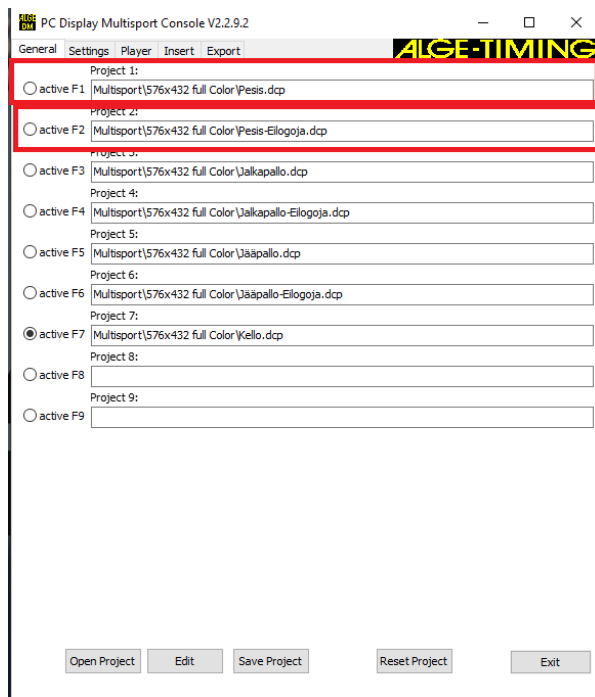 ALGE DM PC Display Multisport Console V2.2.9.2
General Settings Player Insert Export ALGE-TIMING
Project 1:
active F1 Multisport\576x432 full Color\Pesis.dcp
Project 2:
active F2 Multisport\576x432 full Color\Pesis-Eilogoja.dcp
Project 3:
active F3 Multisport\576x432 full Color\Jalkapallo.dcp
Project 4:
active F4 Multisport\576x432 full Color\Jalkapallo-Eilogoja.dcp
Project 5:
active F5 Multisport\576x432 full Color\Jääpallo.dcp
Project 6:
active F6 Multisport\576x432 full Color\Jääpallo-Eilogoja.dcp
Project 7:
active F7 Multisport\576x432 full Color\Kello.dcp
Project 8:
active F8
Project 9:
active F9
Open Project Edit Save Project Reset Project Exit